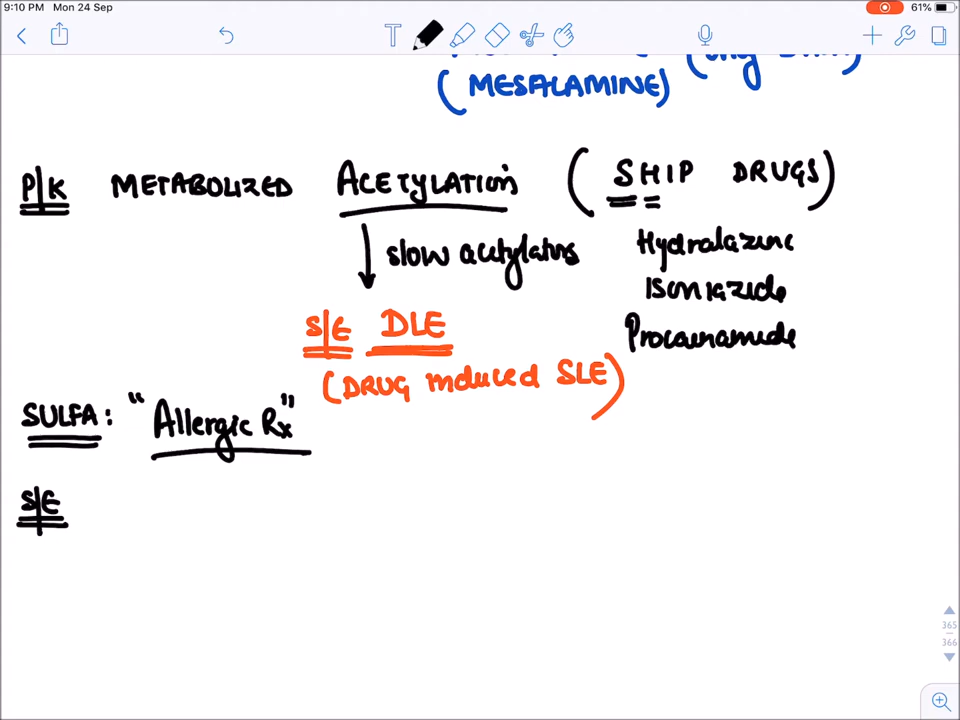 9:10 PM Mon 24 Sep 61%
T
(MESALAMINE)
P|K METABOLIZED ACETYLATION (SHIP DRUGS)
slow acetylators Hydralazine
Isoniazide
S|E DLE Procainamide
(DRUG induced SLE)
SULFA: "Allergic Rx"
S|E
365
366